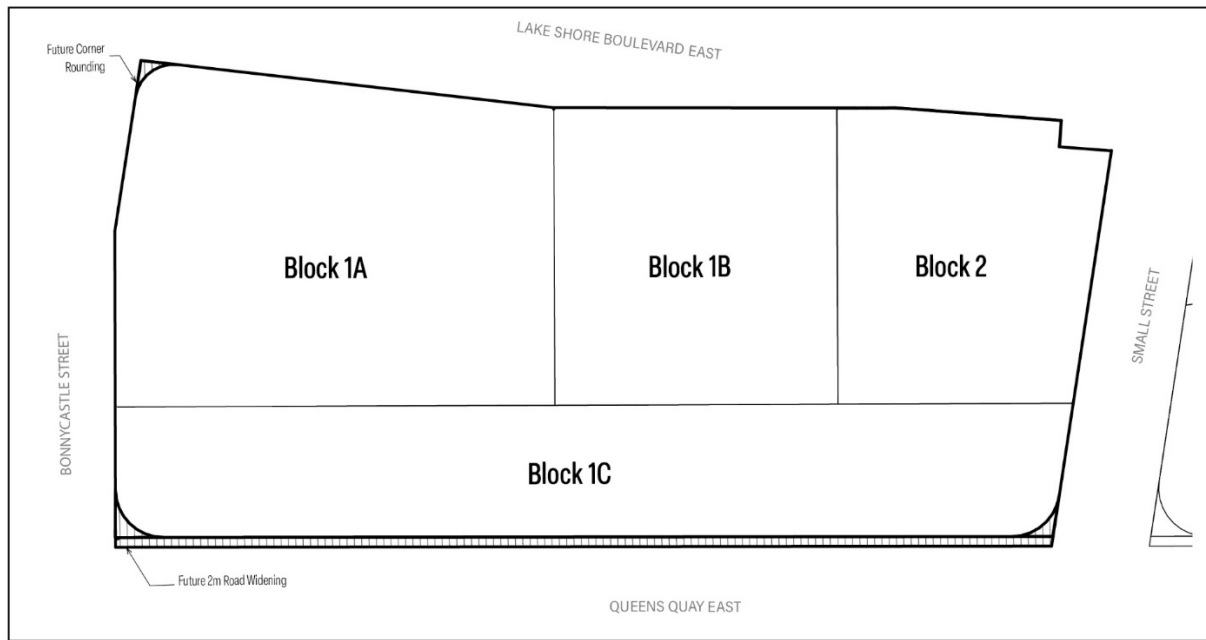 LAKE SHORE BOULEVARD EAST
Future Corner
Rounding
Block 1A
Block 1B
Block 2
SMALL STREET
BONNYCASTLE STREET
Block 1C
Future 2m Road Widening
QUEENS QUAY EAST